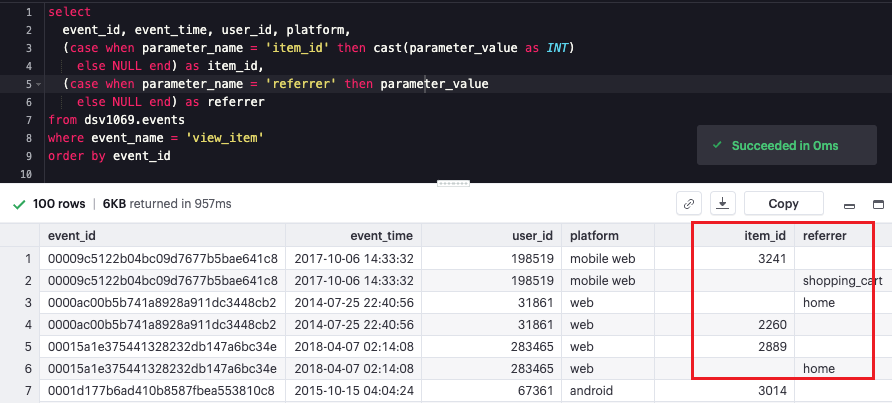 1 select
2 event_id, event_time, user_id, platform,
3 (case when parameter_name = 'item_id' then cast(parameter_value as INT)
4 else NULL end) as item_id,
5 (case when parameter_name = 'referrer' then parameter_value
6 else NULL end) as referrer
7 from dsv1069.events
8 where event_name = 'view_item'
9 order by event_id
10
Succeeded in 0ms
100 rows | 6KB returned in 957ms Copy
event_id event_time user_id platform item_id referrer
1 00009c5122b04bc09d7677b5bae641c8 2017-10-06 14:33:32 198519 mobile web 3241
2 00009c5122b04bc09d7677b5bae641c8 2017-10-06 14:33:32 198519 mobile web shopping_cart
3 0000ac00b5b741a8928a911dc3448cb2 2014-07-25 22:40:56 31861 web home
4 0000ac00b5b741a8928a911dc3448cb2 2014-07-25 22:40:56 31861 web 2260
5 00015a1e375441328232db147a6bc34e 2018-04-07 02:14:08 283465 web 2889
6 00015a1e375441328232db147a6bc34e 2018-04-07 02:14:08 283465 web home
7 0001d177b6ad410b8587fbea553810c8 2015-10-15 04:04:24 67361 android 3014